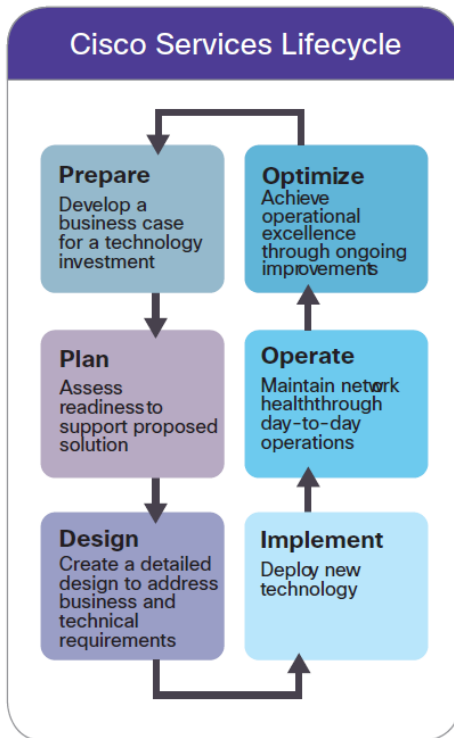 Cisco Services Lifecycle
Prepare
Develop a
business case
for a technology
investment
Plan
Assess
readiness to
support proposed
solution
Design
Create a detailed
design to address
business and
technical
requirements
Implement
Deploy new
technology
Operate
Maintain network
healththrough
day-to-day
operations
Optimize
Achieve
operational
excellence
through ongoing
improvements